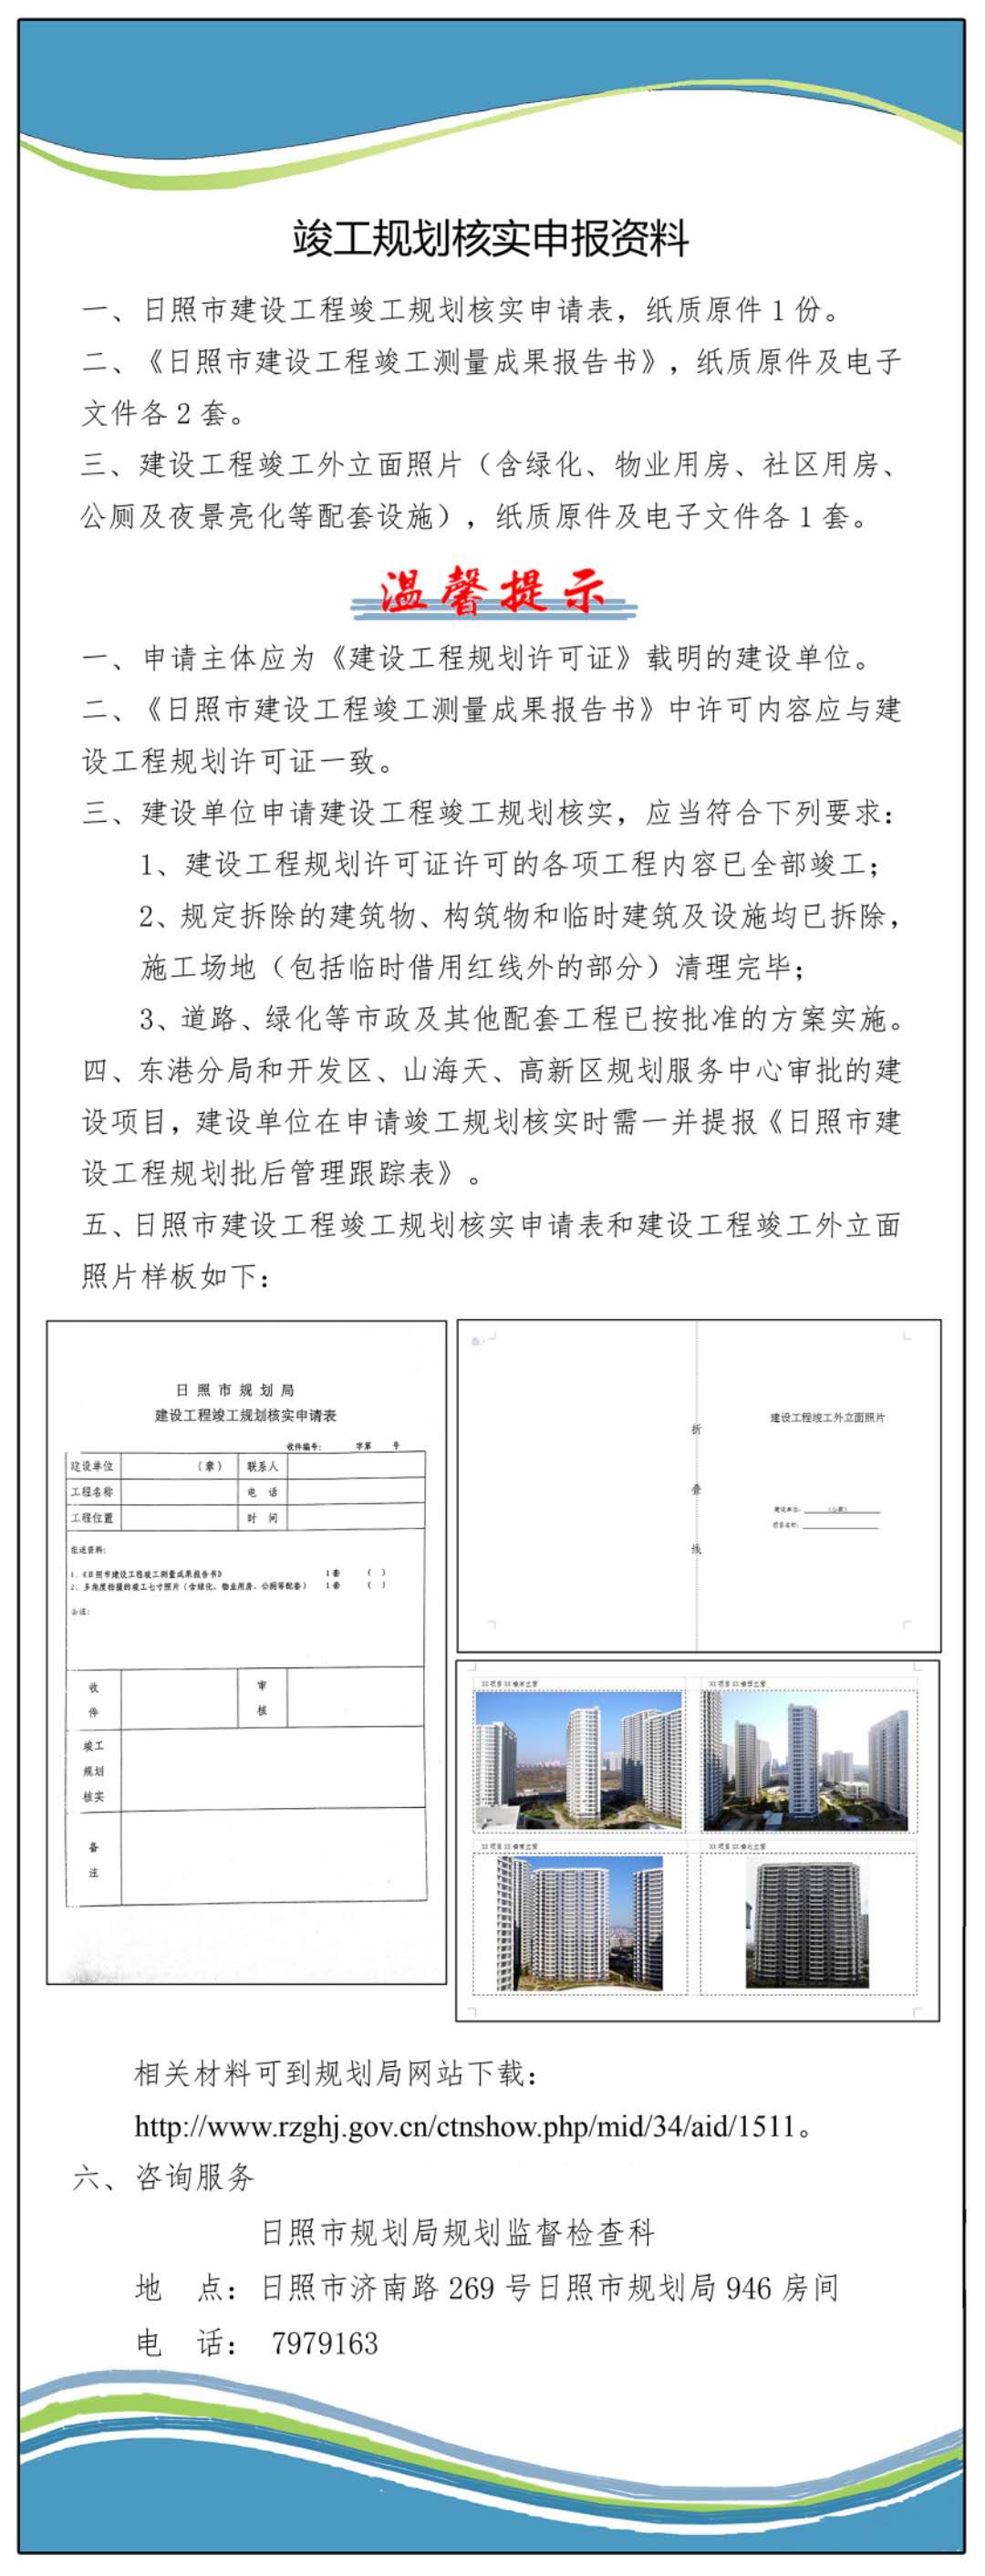 竣工规划核实申报资料
一、日照市建设工程竣工规划核实申请表，纸质原件 1 份。
二、《日照市建设工程竣工测量成果报告书》，纸质原件及电子
文件各 2 套。
三、建设工程竣工外立面照片（含绿化、物业用房、社区用房、
公厕及夜景亮化等配套设施），纸质原件及电子文件各 1 套。
温馨提示
一、申请主体应为《建设工程规划许可证》载明的建设单位。
二、《日照市建设工程竣工测量成果报告书》中许可内容应与建
设工程规划许可证一致。
三、建设单位申请建设工程竣工规划核实，应当符合下列要求：
1、建设工程规划许可证许可的各项工程内容已全部竣工；
2、规定拆除的建筑物、构筑物和临时建筑及设施均已拆除，
施工场地（包括临时借用红线外的部分）清理完毕；
3、道路、绿化等市政及其他配套工程已按批准的方案实施。
四、东港分局和开发区、山海天、高新区规划服务中心审批的建
设项目，建设单位在申请竣工规划核实时需一并提报《日照市建
设工程规划批后管理跟踪表》。
五、日照市建设工程竣工规划核实申请表和建设工程竣工外立面
照片样板如下：
日照市规划局
建设工程竣工规划核实申请表
收件编号： 字第 号
建设单位 （章） 联系人
工程名称 电 话
工程位置 时 间
报送资料：
1.《日照市建设工程竣工测量成果报告书》 1套 （ ）
2. 多角度拍摄的竣工七寸照片（含绿化、物业用房、公厕等配套） 1套 （ ）
收件 审核
竣工规划核实
备注
折叠线
建设工程竣工外立面照片
建设单位： （公章）
项目名称：
XX项目XX楼东立面 XX项目XX楼西立面
XX项目XX楼南立面 XX项目XX楼北立面
相关材料可到规划局网站下载：
http://www.rzghj.gov.cn/ctnshow.php/mid/34/aid/1511。
六、咨询服务
日照市规划局规划监督检查科
地 点：日照市济南路 269 号日照市规划局 946 房间
电 话： 7979163